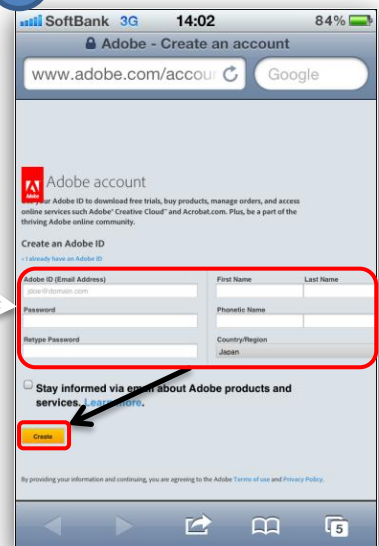 SoftBank 3G 14:02 84%
Adobe - Create an account
www.adobe.com/accou Google
Adobe account
Adobe ID to download free trials, buy products, manage orders, and access
online services such Adobe® Creative Cloud™ and Acrobat.com. Plus, be a part of the
thriving Adobe online community.
Create an Adobe ID
› I already have an Adobe ID
Adobe ID (Email Address) First Name Last Name
jdoe@domain.com
Password Phonetic Name
Retype Password Country/Region
Japan
Stay informed via email about Adobe products and
services. Learn more.
Create
By providing your information and continuing, you are agreeing to the Adobe Terms of use and Privacy Policy.
5